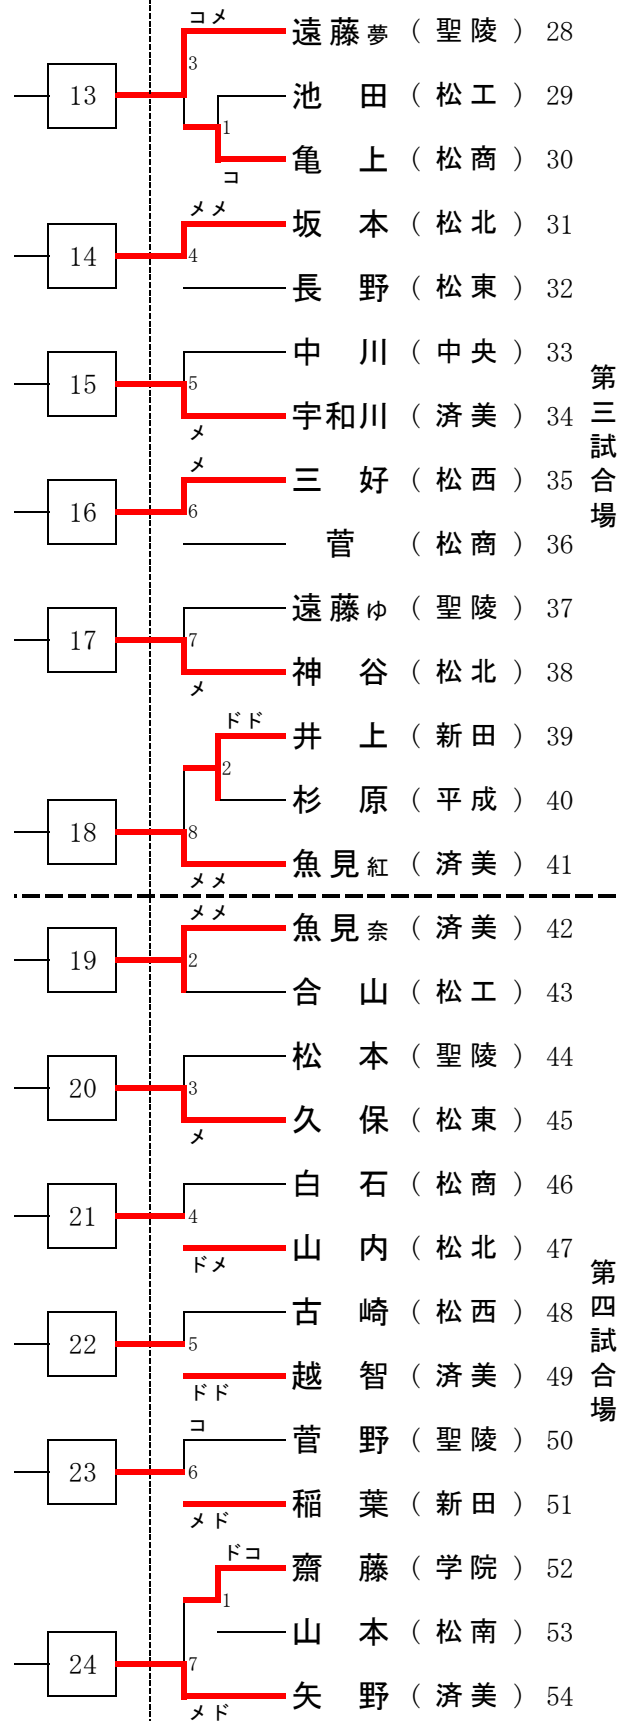 コメ
遠藤夢（聖陵）28
3
13
池田（松工）29
1
亀上（松商）30
コ
メメ
坂本（松北）31
14
4
長野（松東）32
中川（中央）33
15
5
宇和川（済美）34
メ
メ
三好（松西）35
16
6
菅（松商）36
第三試合場
遠藤ゆ（聖陵）37
17
7
神谷（松北）38
メ
ドド
井上（新田）39
2
杉原（平成）40
18
8
魚見紅（済美）41
メメ
メメ
魚見奈（済美）42
19
2
合山（松工）43
松本（聖陵）44
20
3
久保（松東）45
メ
白石（松商）46
21
4
山内（松北）47
ドメ
古崎（松西）48
22
5
越智（済美）49
ドド
第四試合場
コ
菅野（聖陵）50
23
6
稲葉（新田）51
メド
ドコ
齋藤（学院）52
1
山本（松南）53
24
7
矢野（済美）54
メド